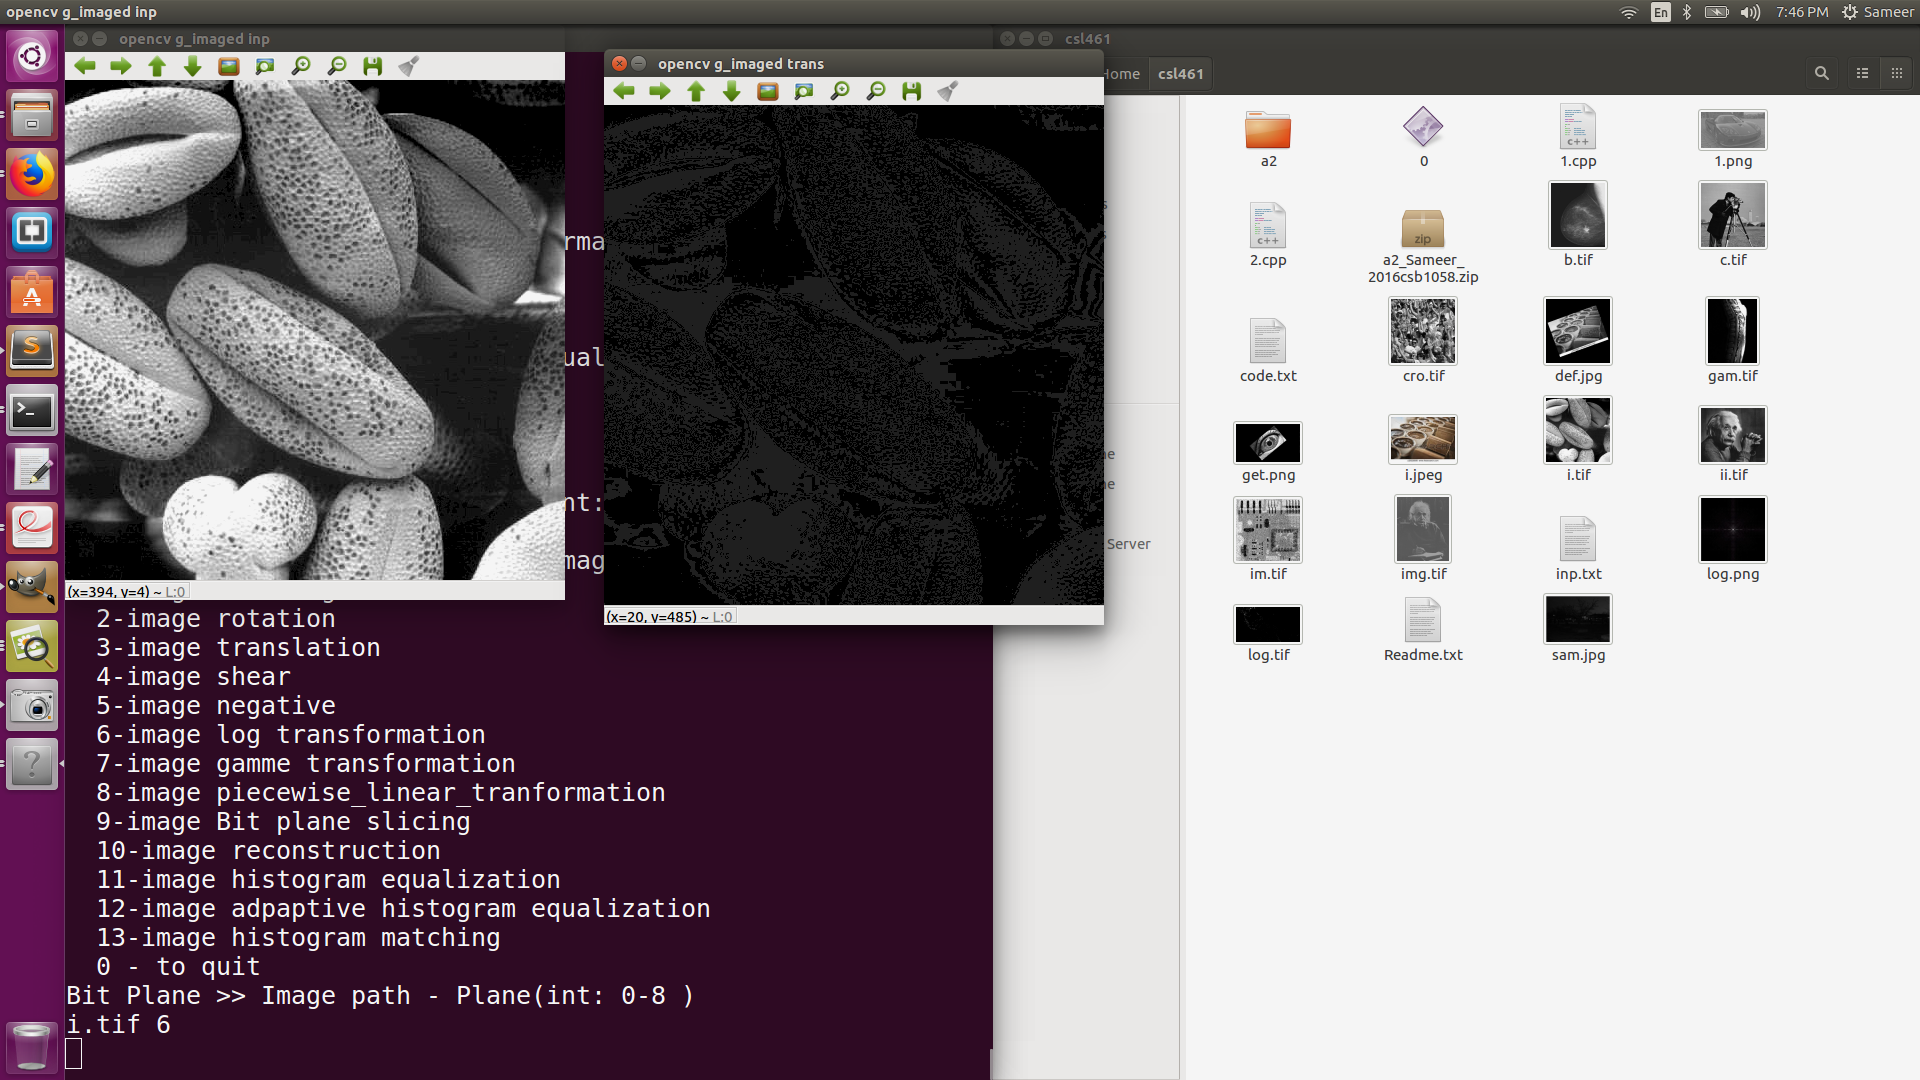 opencv g_imaged inp
En
7:46 PM
Sameer
opencv g_imaged inp
(x=394, y=4) ~ L:0
opencv g_imaged trans
(x=20, y=485) ~ L:0
rma
ual
nt:
mag
2-image rotation
3-image translation
4-image shear
5-image negative
6-image log transformation
7-image gamme transformation
8-image piecewise_linear_tranformation
9-image Bit plane slicing
10-image reconstruction
11-image histogram equalization
12-image adpaptive histogram equalization
13-image histogram matching
0 - to quit
Bit Plane >> Image path - Plane(int: 0-8 )
i.tif 6
csl461
Home
csl461
Server
a2
0
c++
1.cpp
1.png
c++
2.cpp
zip
a2_Sameer_
2016csb1058.zip
b.tif
c.tif
code.txt
cro.tif
def.jpg
gam.tif
get.png
i.jpeg
i.tif
ii.tif
im.tif
img.tif
inp.txt
log.png
log.tif
Readme.txt
sam.jpg